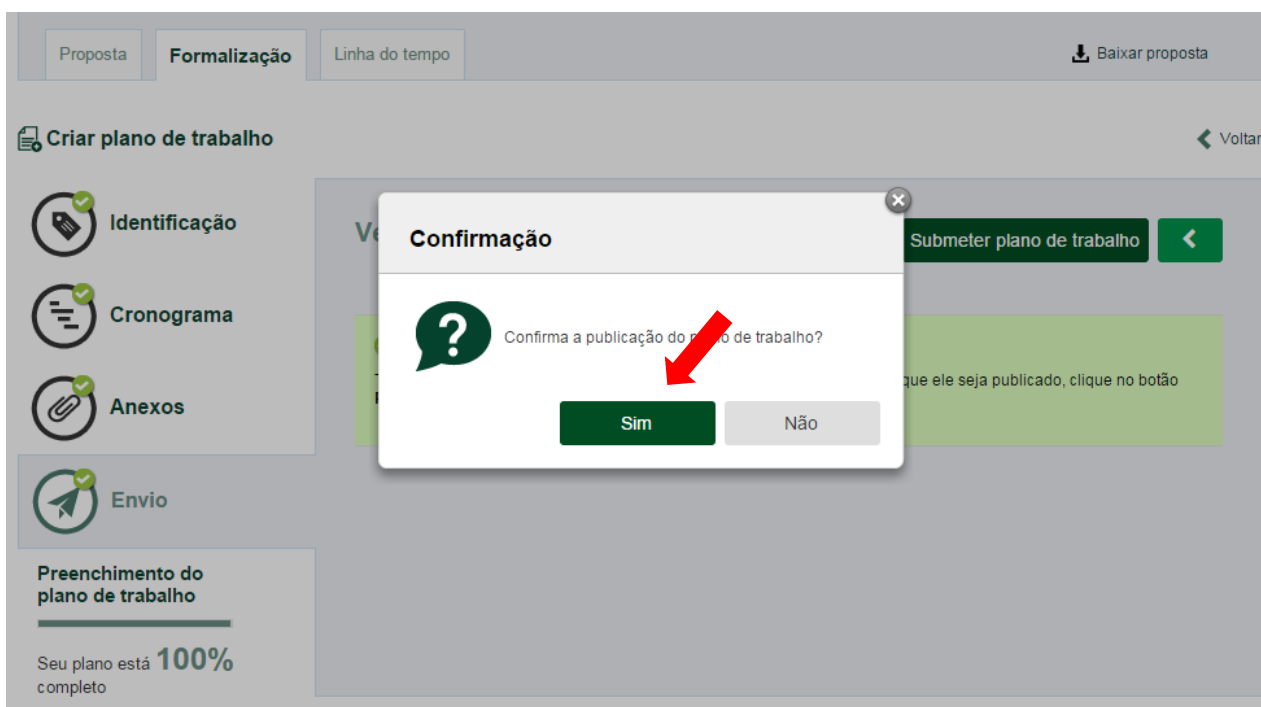 Proposta
Formalização
Linha do tempo
Baixar proposta
Criar plano de trabalho
Voltar
Identificação
Submeter plano de trabalho
Confirmação
Cronograma
Confirma a publicação do de trabalho?
que ele seja publicado, clique no botão
Anexos
Sim
Não
Envio
Preenchimento do
plano de trabalho
Seu plano está 100%
completo